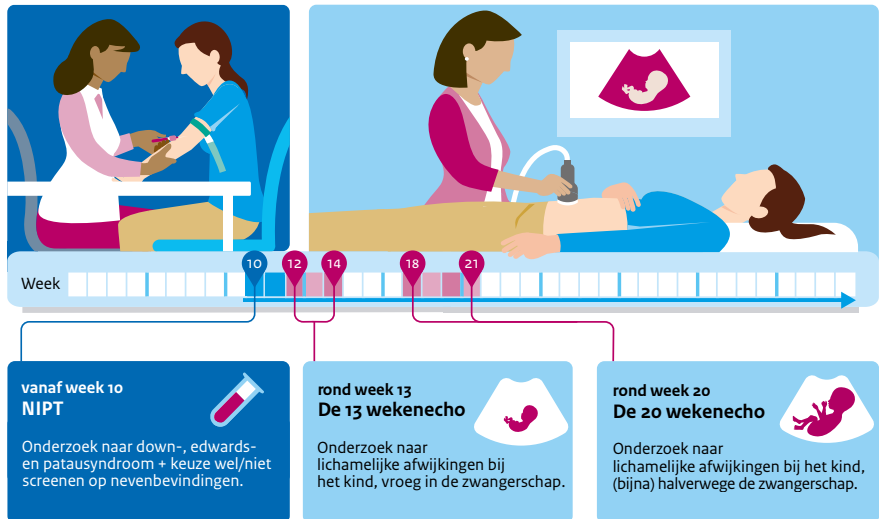 10
12
14
18
21
Week
vanaf week 10
NIPT
Onderzoek naar down-, edwards-
en patausyndroom + keuze wel/niet
screenen op nevenbevindingen.
rond week 13
De 13 wekenecho
Onderzoek naar
lichamelijke afwijkingen bij
het kind, vroeg in de zwangerschap.
rond week 20
De 20 wekenecho
Onderzoek naar
lichamelijke afwijkingen bij het kind,
(bijna) halverwege de zwangerschap.